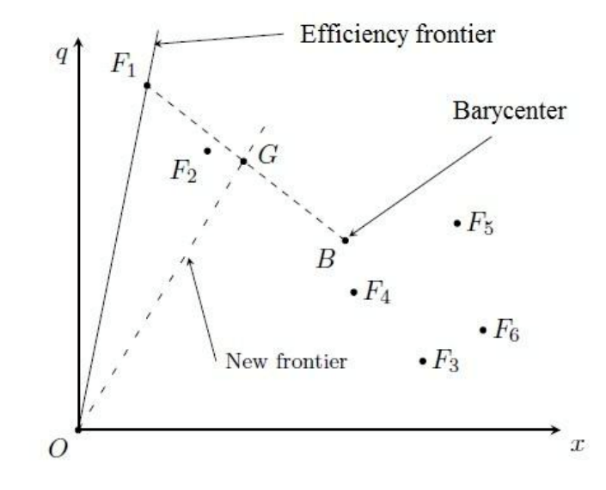 Efficiency frontier
q
F₁
Barycenter
G
F₂
F₅
B
F₄
F₆
New frontier
F₃
O
x